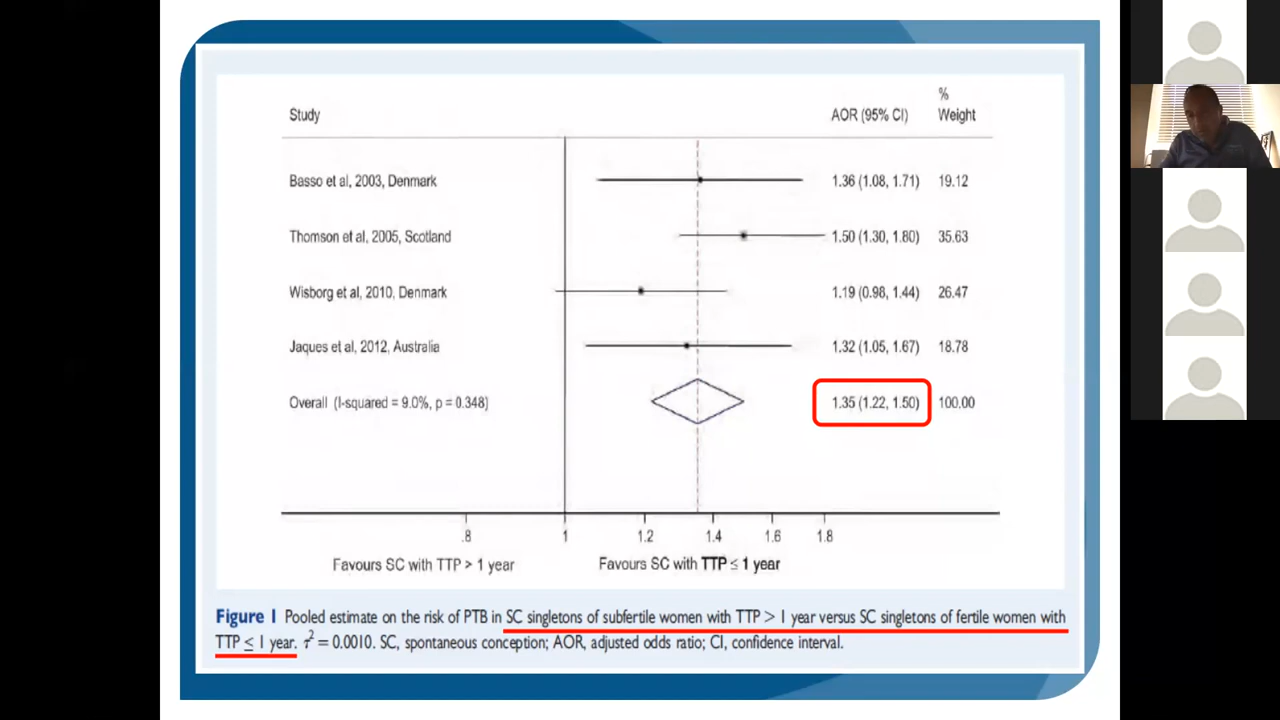 %
Study AOR (95% CI) Weight
Basso et al, 2003, Denmark 1.36 (1.08, 1.71) 19.12
Thomson et al, 2005, Scotland 1.50 (1.30, 1.80) 35.63
Wisborg et al, 2010, Denmark 1.19 (0.98, 1.44) 26.47
Jaques et al, 2012, Australia 1.32 (1.05, 1.67) 18.78
Overall (I-squared = 9.0%, p = 0.348) 1.35 (1.22, 1.50) 100.00
.8 1 1.2 1.4 1.6 1.8
Favours SC with TTP > 1 year Favours SC with TTP ≤ 1 year
Figure 1 Pooled estimate on the risk of PTB in SC singletons of subfertile women with TTP > 1 year versus SC singletons of fertile women with
TTP ≤ 1 year. τ² = 0.0010. SC, spontaneous conception; AOR, adjusted odds ratio; CI, confidence interval.